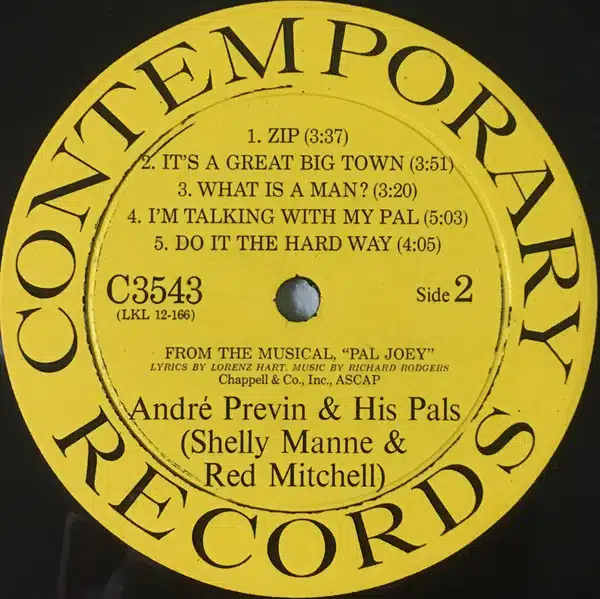 CONTEMPORARY
RECORDS
1. ZIP (3:37)
2. IT'S A GREAT BIG TOWN (3:51)
3. WHAT IS A MAN? (3:20)
4. I'M TALKING WITH MY PAL (5:03)
5. DO IT THE HARD WAY (4:05)
C3543
(LKL 12-166)
Side 2
FROM THE MUSICAL, "PAL JOEY"
LYRICS BY LORENZ HART. MUSIC BY RICHARD RODGERS
Chappell & Co., Inc., ASCAP
André Previn & His Pals
(Shelly Manne &
Red Mitchell)